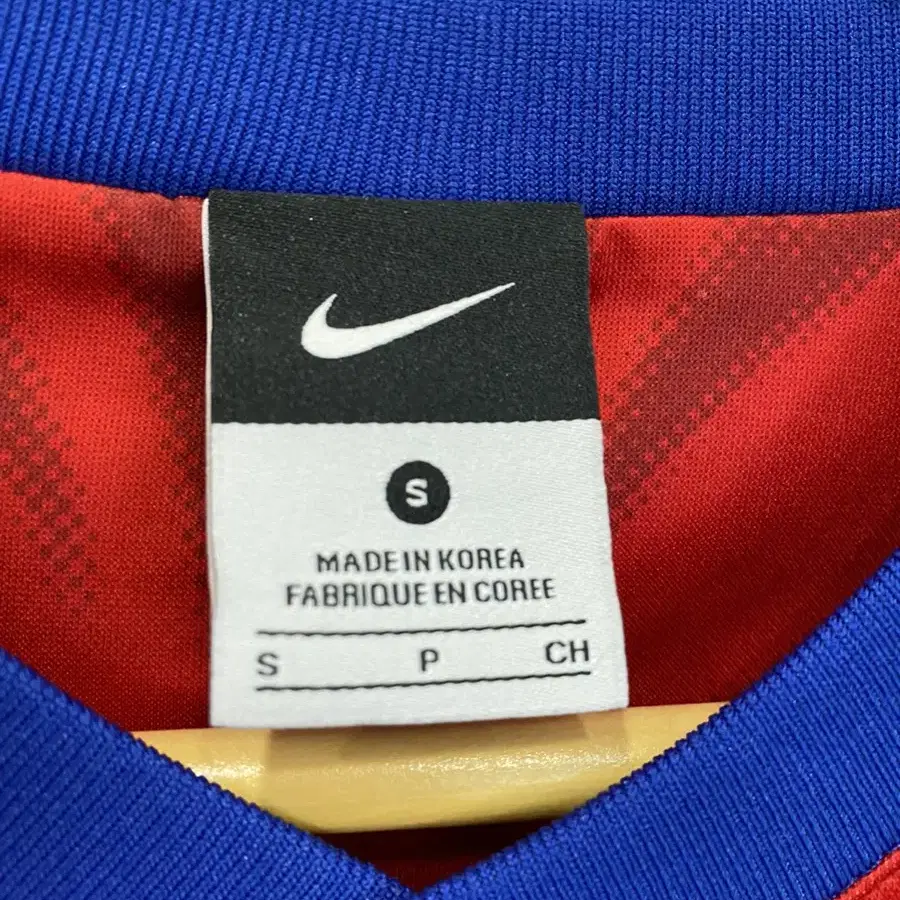 S
MADE IN KOREA
FABRIQUE EN COREE
S P CH